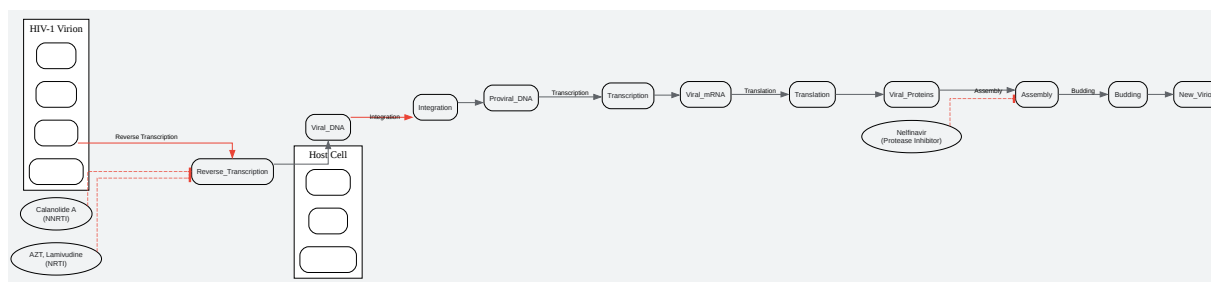 HIV-1 Virion
Reverse Transcription
Reverse_Transcription
Calanolide A
(NNRTI)
AZT, Lamivudine
(NRTI)
Viral_DNA
Host Cell
Integration
Integration
Proviral_DNA
Transcription
Transcription
Viral_mRNA
Translation
Translation
Viral_Proteins
Assembly
Nelfinavir
(Protease Inhibitor)
Assembly
Budding
Budding
New_Virio